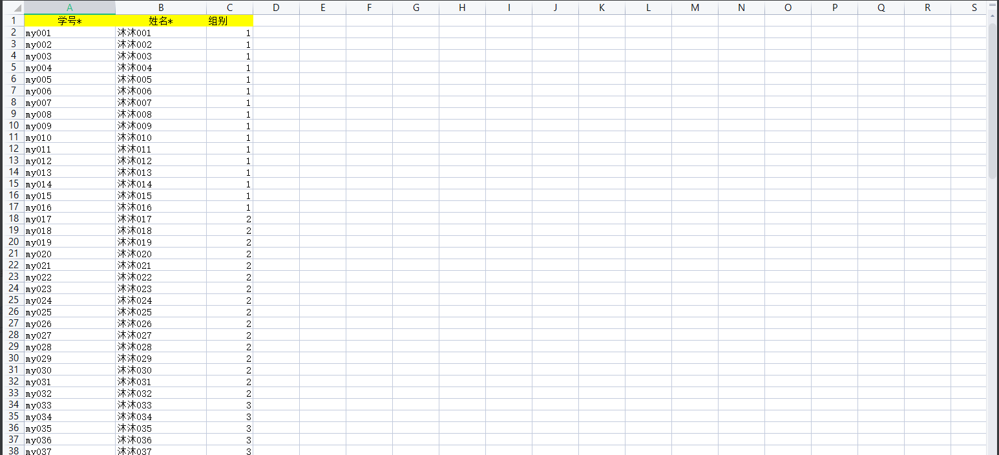 A B C D E F G H I J K L M N O P Q R S
1 学号* 姓名* 组别
2 my001 沐沐001 1
3 my002 沐沐002 1
4 my003 沐沐003 1
5 my004 沐沐004 1
6 my005 沐沐005 1
7 my006 沐沐006 1
8 my007 沐沐007 1
9 my008 沐沐008 1
10 my009 沐沐009 1
11 my010 沐沐010 1
12 my011 沐沐011 1
13 my012 沐沐012 1
14 my013 沐沐013 1
15 my014 沐沐014 1
16 my015 沐沐015 1
17 my016 沐沐016 1
18 my017 沐沐017 2
19 my018 沐沐018 2
20 my019 沐沐019 2
21 my020 沐沐020 2
22 my021 沐沐021 2
23 my022 沐沐022 2
24 my023 沐沐023 2
25 my024 沐沐024 2
26 my025 沐沐025 2
27 my026 沐沐026 2
28 my027 沐沐027 2
29 my028 沐沐028 2
30 my029 沐沐029 2
31 my030 沐沐030 2
32 my031 沐沐031 2
33 my032 沐沐032 2
34 my033 沐沐033 3
35 my034 沐沐034 3
36 my035 沐沐035 3
37 my036 沐沐036 3
38 my037 沐沐037 3